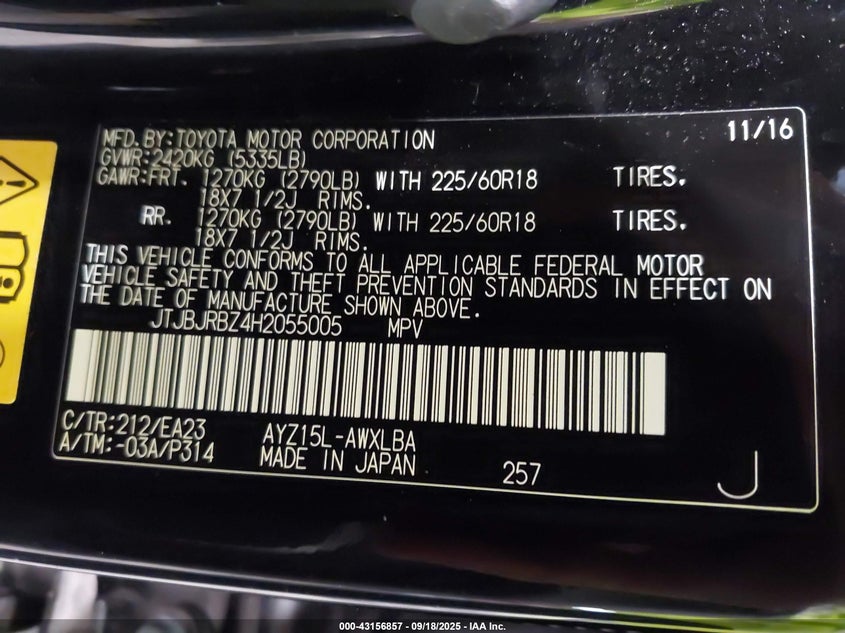 11/16
MFD.BY:TOYOTA MOTOR CORPORATION
GVWR:2420KG (5335LB)
GAWR:FRT. 1270KG (2790LB) WITH 225/60R18 TIRES.
18X7 1/2J RIMS.
RR. 1270KG (2790LB) WITH 225/60R18 TIRES.
18X7 1/2J RIMS.
THIS VEHICLE CONFORMS TO ALL APPLICABLE FEDERAL MOTOR
VEHICLE SAFETY AND THEFT PREVENTION STANDARDS IN EFFECT ON
THE DATE OF MANUFACTURE SHOWN ABOVE.
JTJBJRBZ4H2055005 MPV
C/TR:212/EA23 AYZ15L-AWXLBA
A/TM:-03A/P314 MADE IN JAPAN 257 J
000-43156857 - 09/18/2025 - IAA Inc.